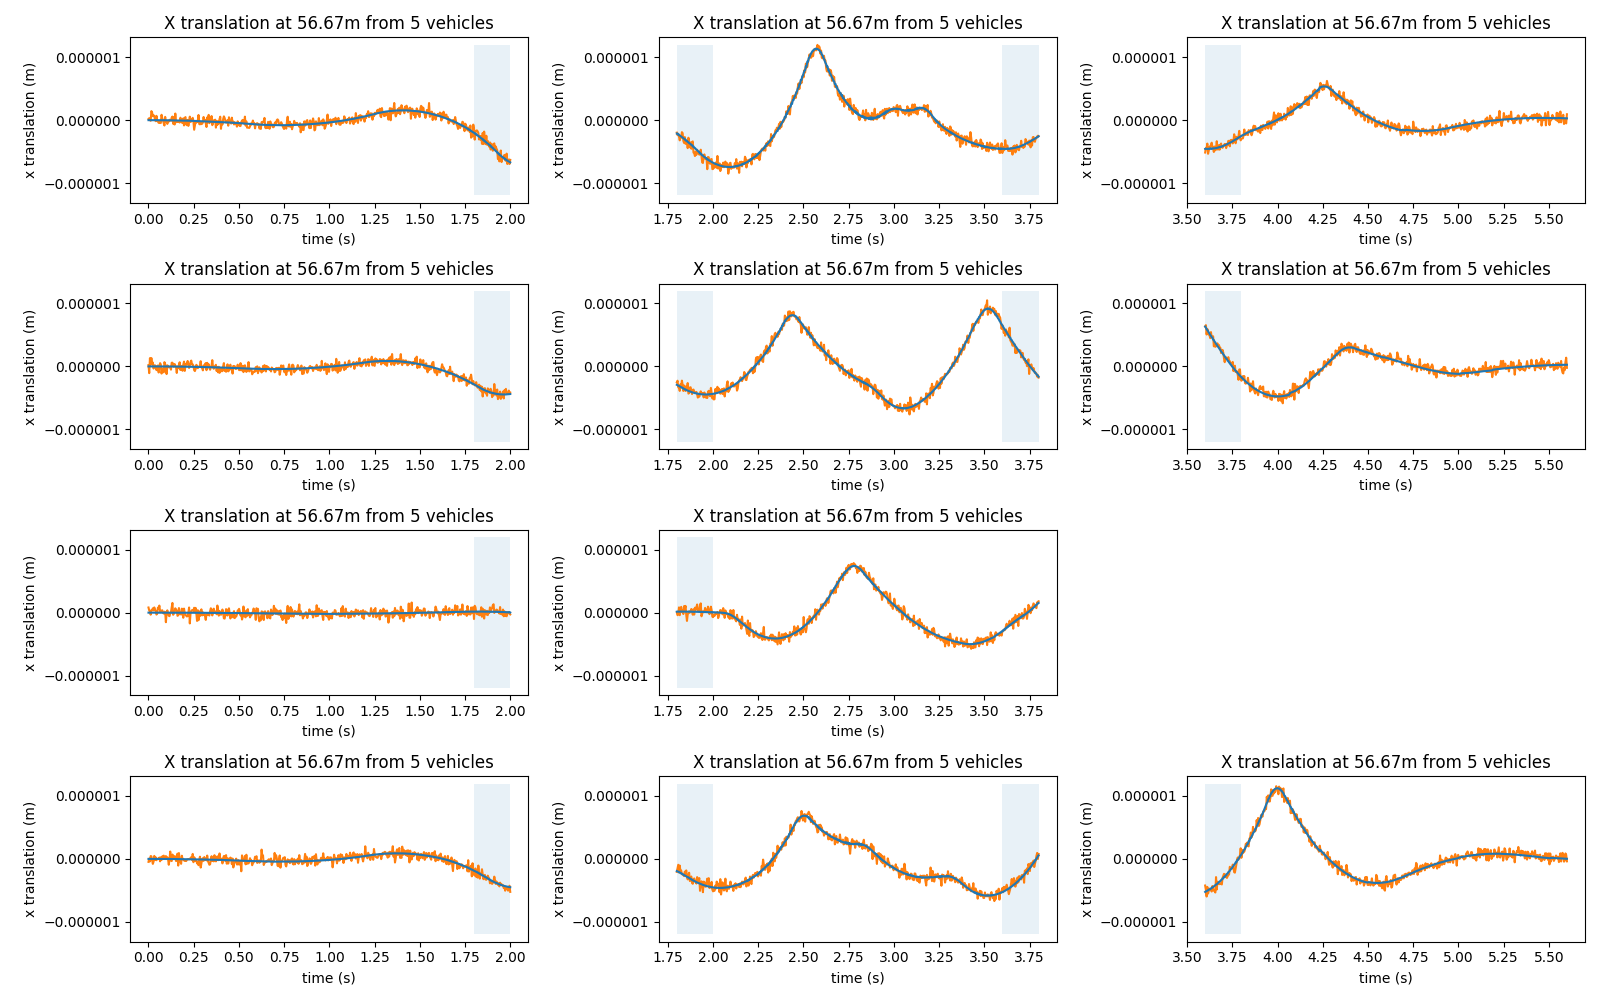 X translation at 56.67m from 5 vehicles
x translation (m)
0.000001
0.000000
−0.000001
0.00 0.25 0.50 0.75 1.00 1.25 1.50 1.75 2.00
time (s)
X translation at 56.67m from 5 vehicles
x translation (m)
0.000001
0.000000
−0.000001
1.75 2.00 2.25 2.50 2.75 3.00 3.25 3.50 3.75
time (s)
X translation at 56.67m from 5 vehicles
x translation (m)
0.000001
0.000000
−0.000001
3.50 3.75 4.00 4.25 4.50 4.75 5.00 5.25 5.50
time (s)
X translation at 56.67m from 5 vehicles
x translation (m)
0.000001
0.000000
−0.000001
0.00 0.25 0.50 0.75 1.00 1.25 1.50 1.75 2.00
time (s)
X translation at 56.67m from 5 vehicles
x translation (m)
0.000001
0.000000
−0.000001
1.75 2.00 2.25 2.50 2.75 3.00 3.25 3.50 3.75
time (s)
X translation at 56.67m from 5 vehicles
x translation (m)
0.000001
0.000000
−0.000001
3.50 3.75 4.00 4.25 4.50 4.75 5.00 5.25 5.50
time (s)
X translation at 56.67m from 5 vehicles
x translation (m)
0.000001
0.000000
−0.000001
0.00 0.25 0.50 0.75 1.00 1.25 1.50 1.75 2.00
time (s)
X translation at 56.67m from 5 vehicles
x translation (m)
0.000001
0.000000
−0.000001
1.75 2.00 2.25 2.50 2.75 3.00 3.25 3.50 3.75
time (s)
X translation at 56.67m from 5 vehicles
x translation (m)
0.000001
0.000000
−0.000001
0.00 0.25 0.50 0.75 1.00 1.25 1.50 1.75 2.00
time (s)
X translation at 56.67m from 5 vehicles
x translation (m)
0.000001
0.000000
−0.000001
1.75 2.00 2.25 2.50 2.75 3.00 3.25 3.50 3.75
time (s)
X translation at 56.67m from 5 vehicles
x translation (m)
0.000001
0.000000
−0.000001
3.50 3.75 4.00 4.25 4.50 4.75 5.00 5.25 5.50
time (s)